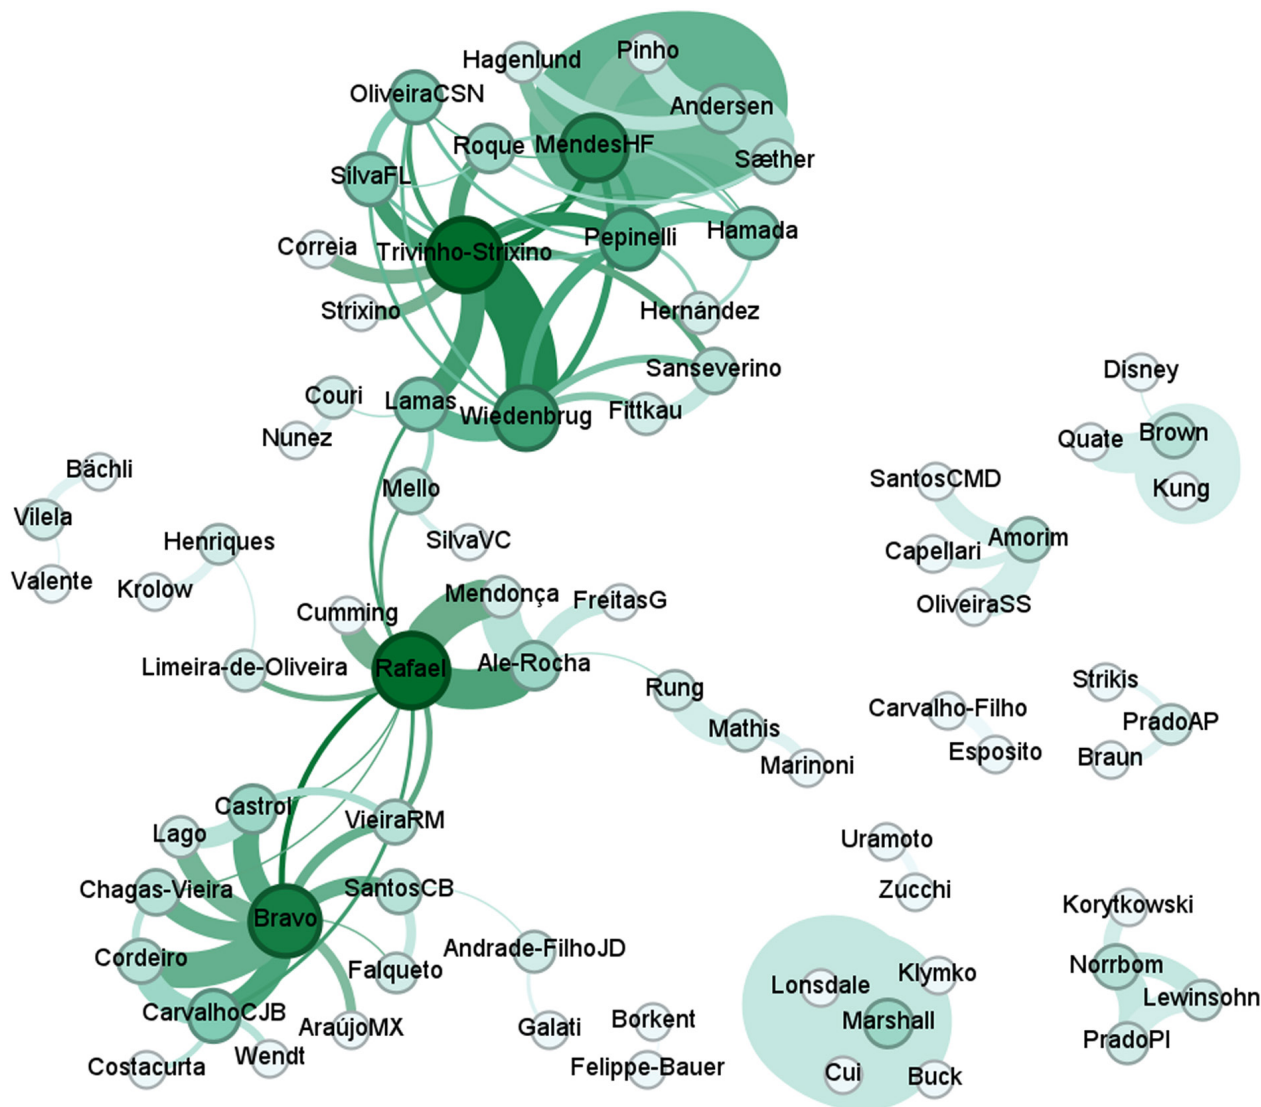 Hagenlund
Pinho
OliveiraCSN
Andersen
Roque
MendesHF
Sæther
SilvaFL
Correia
Trivinho-Strixino
Pepinelli
Hamada
Strixino
Hernández
Sanseverino
Disney
Couri
Lamas
Wiedenbrug
Fittkau
Nunez
Quate
Brown
Bächli
Mello
SantosCMD
Kung
Vilela
Henriques
SilvaVC
Capellari
Amorim
Valente
Krolow
Cumming
Mendonça
FreitasG
OliveiraSS
Limeira-de-Oliveira
Rafael
Ale-Rocha
Rung
Strikis
Mathis
Carvalho-Filho
PradoAP
Marinoni
Esposito
Braun
Castrol
Lago
VieiraRM
Uramoto
Chagas-Vieira
SantosCB
Zucchi
Bravo
Korytkowski
Cordeiro
Falqueto
Andrade-FilhoJD
Lonsdale
Klymko
Norrbom
CarvalhoCJB
AraújoMX
Galati
Borkent
Marshall
Lewinsohn
Costacurta
Wendt
Felippe-Bauer
Cui
Buck
PradoPI